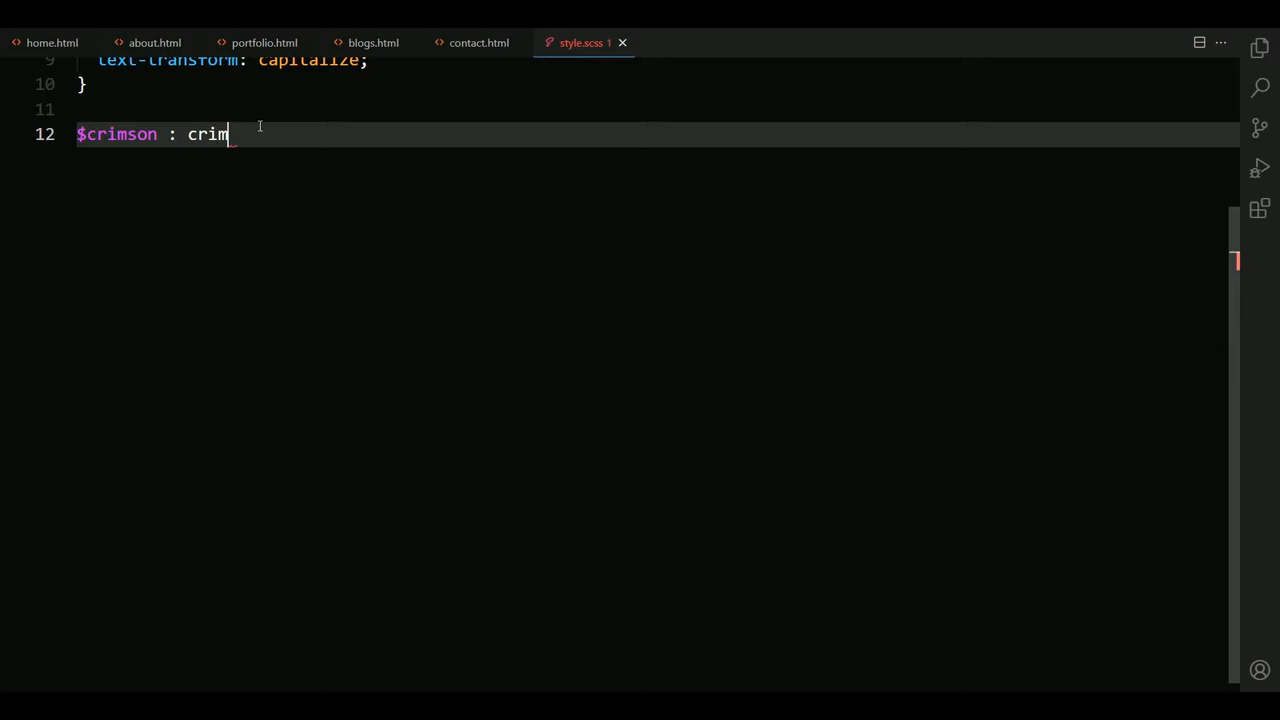 home.html about.html portfolio.html blogs.html contact.html style.scss 1
9 text-transform: capitalize;
10 }
11
12 $crimson : crim